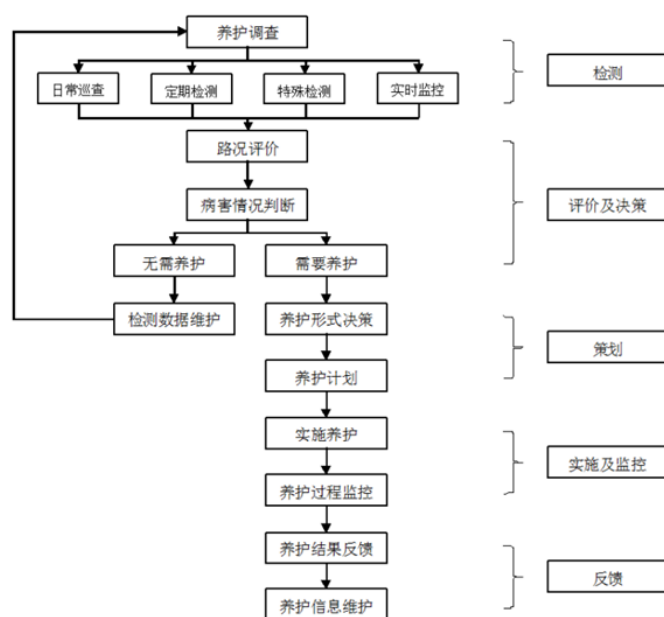 养护调查
检测
日常巡查
定期检测
特殊检测
实时监控
路况评价
病害情况判断
评价及决策
无需养护
需要养护
检测数据维护
养护形式决策
策划
养护计划
实施养护
实施及监控
养护过程监控
养护结果反馈
反馈
养护信息维护